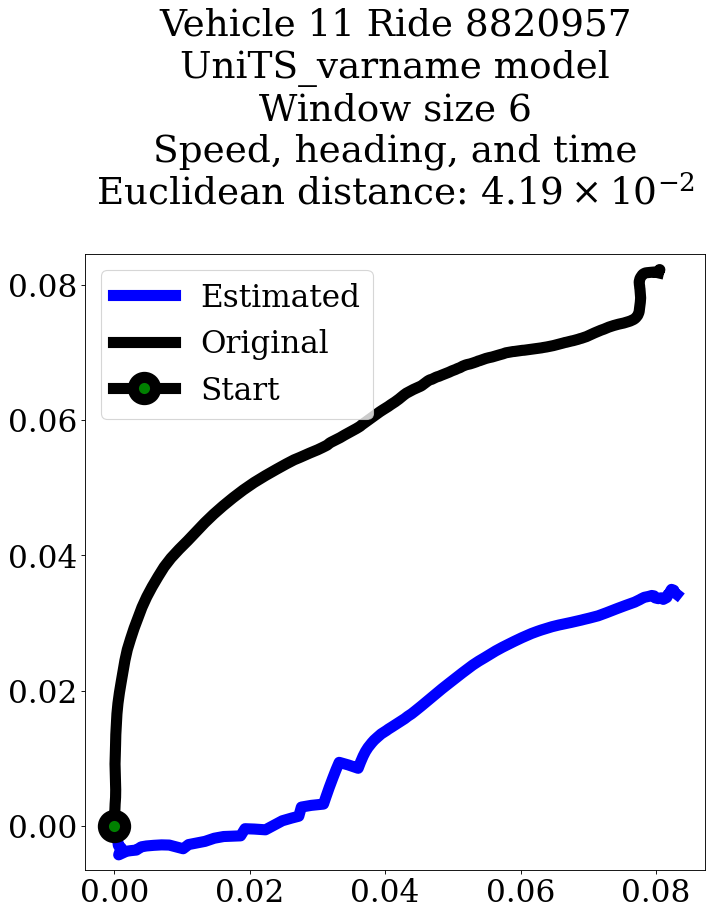 Vehicle 11 Ride 8820957
UniTS_varname model
Window size 6
Speed, heading, and time
Euclidean distance: 4.19 × 10⁻²
Estimated
Original
Start
0.08
0.06
0.04
0.02
0.00
0.00 0.02 0.04 0.06 0.08